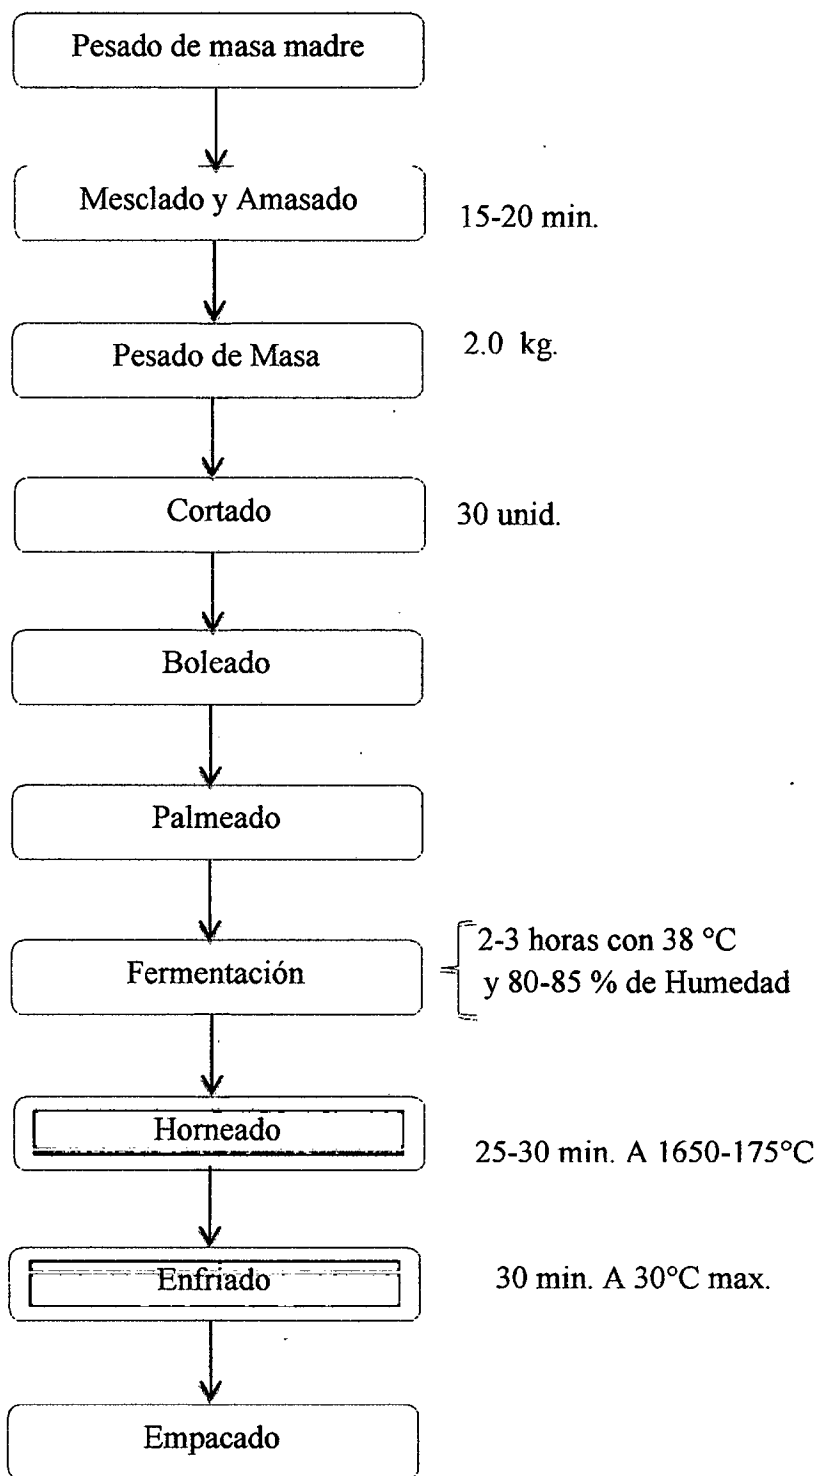 Pesado de masa madre
Mesclado y Amasado
15-20 min.
Pesado de Masa
2.0 kg.
Cortado
30 unid.
Boleado
Palmeado
Fermentación
2-3 horas con 38 °C
y 80-85 % de Humedad
Horneado
25-30 min. A 1650-175°C
Enfriado
30 min. A 30°C max.
Empacado